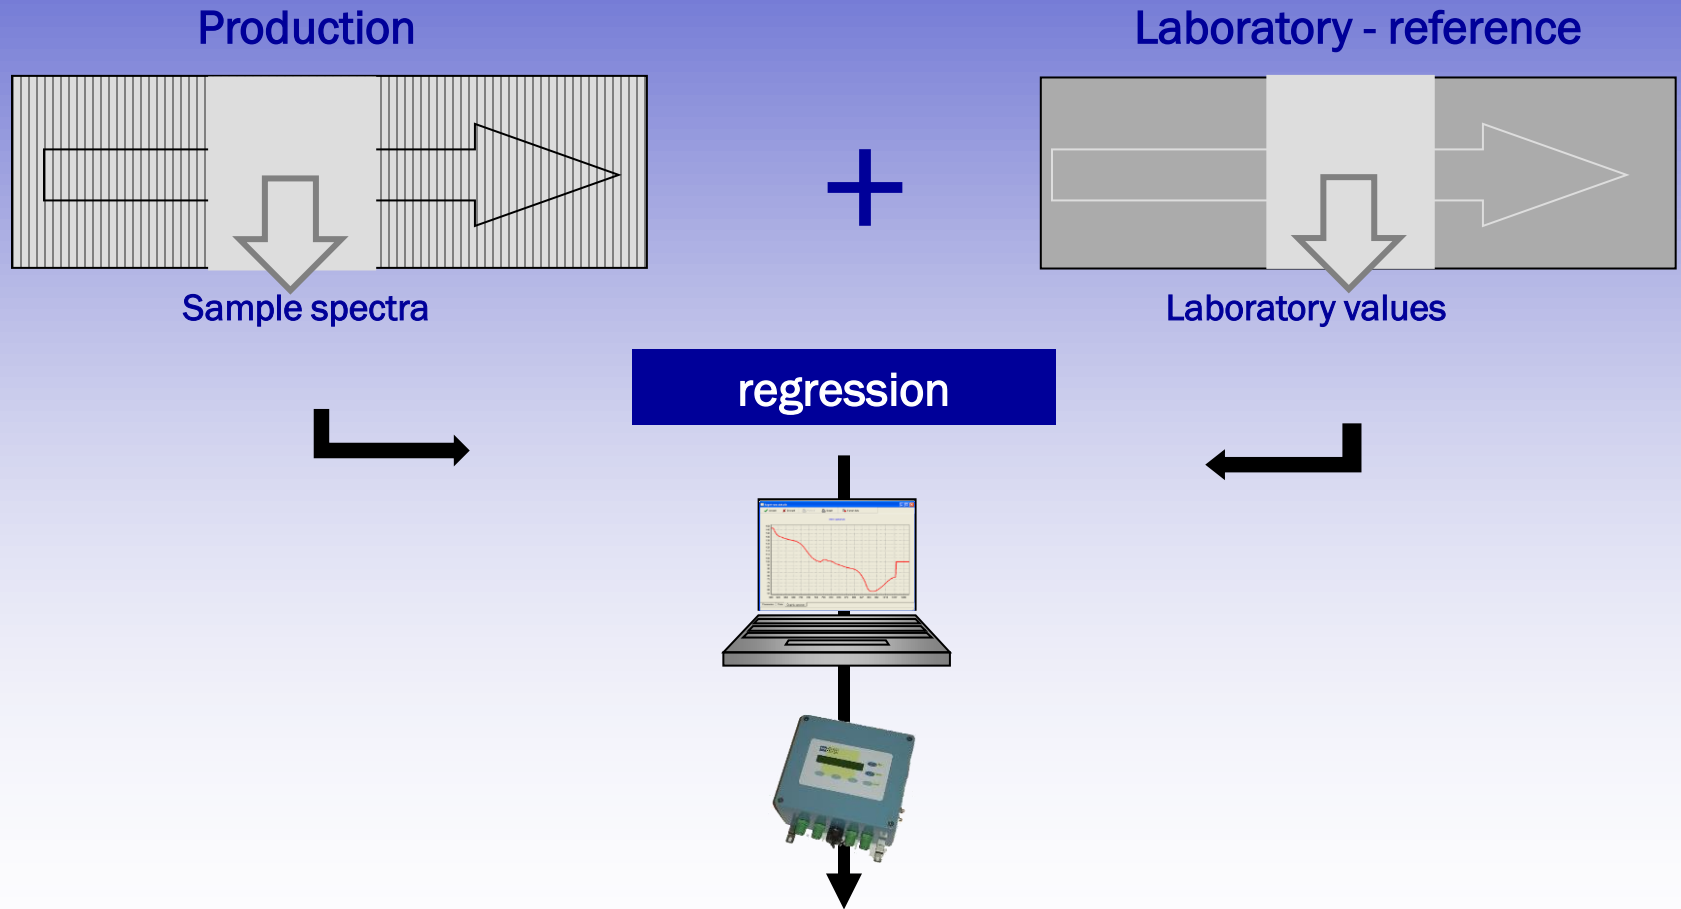 Production
Laboratory - reference
Sample spectra
Laboratory values
regression